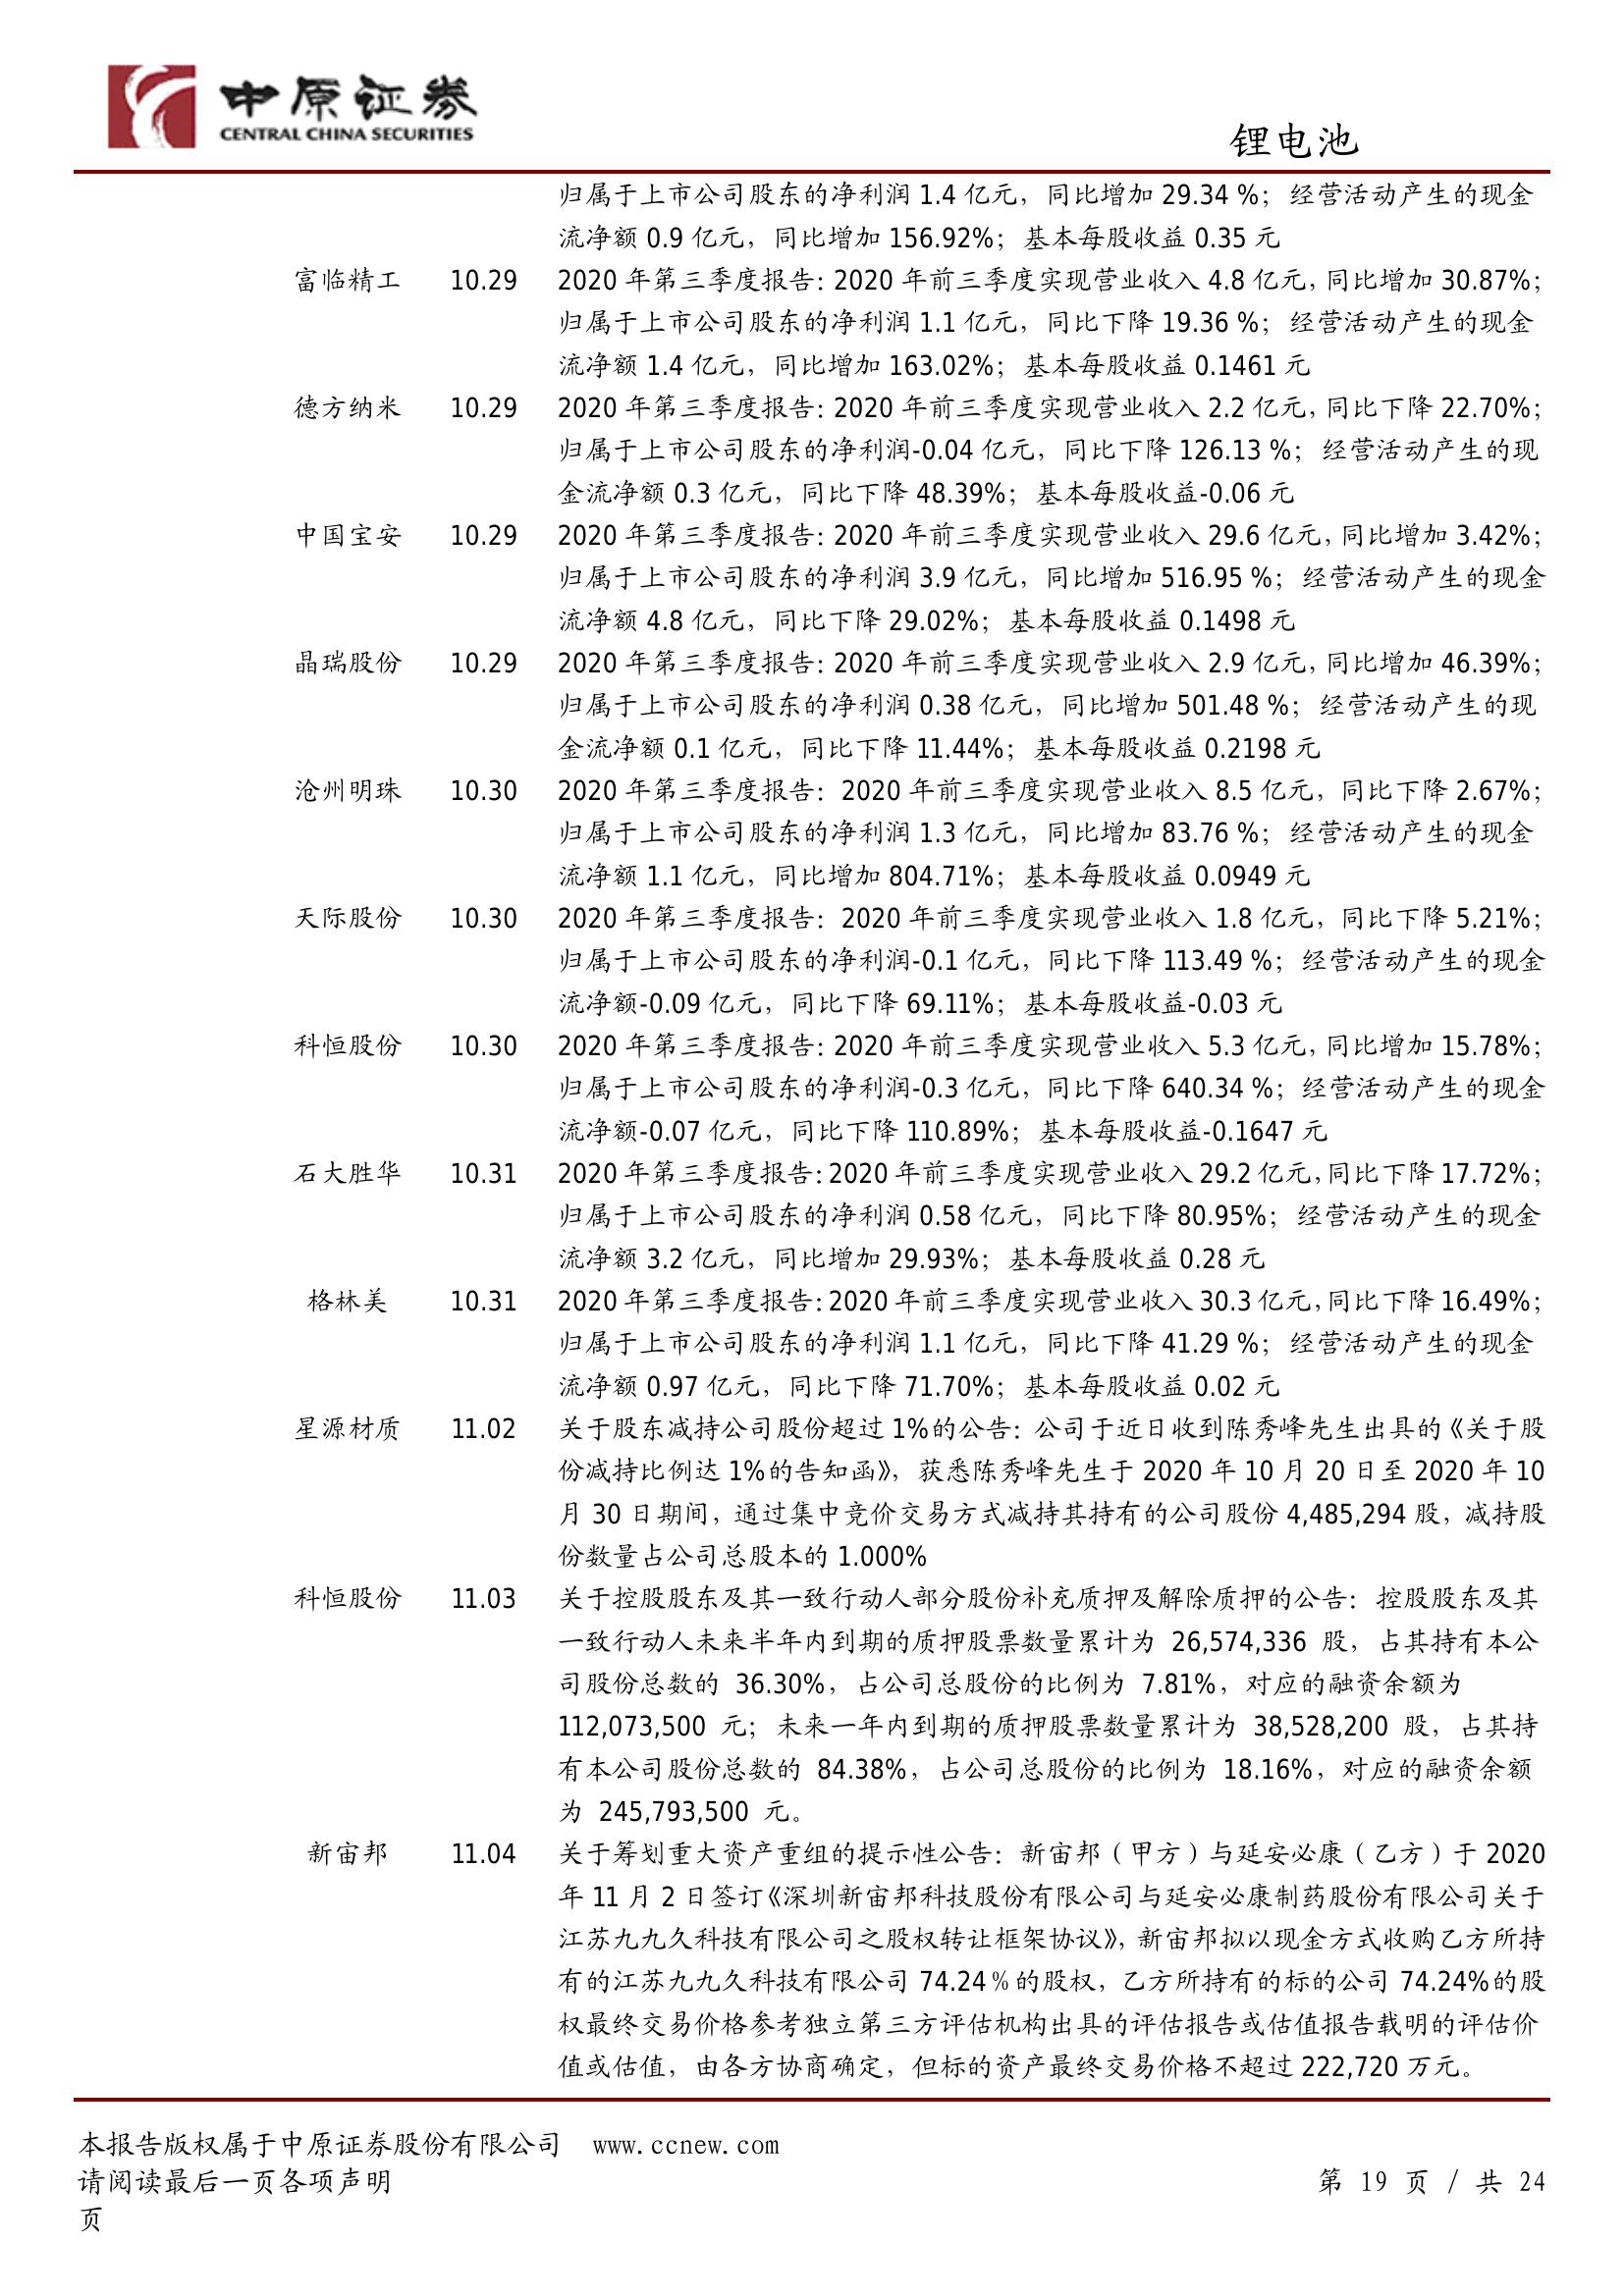 中原证券
CENTRAL CHINA SECURITIES
锂电池
归属于上市公司股东的净利润 1.4 亿元，同比增加 29.34 %；经营活动产生的现金
流净额 0.9 亿元，同比增加 156.92%；基本每股收益 0.35 元
富临精工 10.29 2020 年第三季度报告：2020 年前三季度实现营业收入 4.8 亿元，同比增加 30.87%；
归属于上市公司股东的净利润 1.1 亿元，同比下降 19.36 %；经营活动产生的现金
流净额 1.4 亿元，同比增加 163.02%；基本每股收益 0.1461 元
德方纳米 10.29 2020 年第三季度报告：2020 年前三季度实现营业收入 2.2 亿元，同比下降 22.70%；
归属于上市公司股东的净利润-0.04 亿元，同比下降 126.13 %；经营活动产生的现
金流净额 0.3 亿元，同比下降 48.39%；基本每股收益-0.06 元
中国宝安 10.29 2020 年第三季度报告：2020 年前三季度实现营业收入 29.6 亿元，同比增加 3.42%；
归属于上市公司股东的净利润 3.9 亿元，同比增加 516.95 %；经营活动产生的现金
流净额 4.8 亿元，同比下降 29.02%；基本每股收益 0.1498 元
晶瑞股份 10.29 2020 年第三季度报告：2020 年前三季度实现营业收入 2.9 亿元，同比增加 46.39%；
归属于上市公司股东的净利润 0.38 亿元，同比增加 501.48 %；经营活动产生的现
金流净额 0.1 亿元，同比下降 11.44%；基本每股收益 0.2198 元
沧州明珠 10.30 2020 年第三季度报告：2020 年前三季度实现营业收入 8.5 亿元，同比下降 2.67%；
归属于上市公司股东的净利润 1.3 亿元，同比增加 83.76 %；经营活动产生的现金
流净额 1.1 亿元，同比增加 804.71%；基本每股收益 0.0949 元
天际股份 10.30 2020 年第三季度报告：2020 年前三季度实现营业收入 1.8 亿元，同比下降 5.21%；
归属于上市公司股东的净利润-0.1 亿元，同比下降 113.49 %；经营活动产生的现金
流净额-0.09 亿元，同比下降 69.11%；基本每股收益-0.03 元
科恒股份 10.30 2020 年第三季度报告：2020 年前三季度实现营业收入 5.3 亿元，同比增加 15.78%；
归属于上市公司股东的净利润-0.3 亿元，同比下降 640.34 %；经营活动产生的现金
流净额-0.07 亿元，同比下降 110.89%；基本每股收益-0.1647 元
石大胜华 10.31 2020 年第三季度报告：2020 年前三季度实现营业收入 29.2 亿元，同比下降 17.72%；
归属于上市公司股东的净利润 0.58 亿元，同比下降 80.95%；经营活动产生的现金
流净额 3.2 亿元，同比增加 29.93%；基本每股收益 0.28 元
格林美 10.31 2020 年第三季度报告：2020 年前三季度实现营业收入 30.3 亿元，同比下降 16.49%；
归属于上市公司股东的净利润 1.1 亿元，同比下降 41.29 %；经营活动产生的现金
流净额 0.97 亿元，同比下降 71.70%；基本每股收益 0.02 元
星源材质 11.02 关于股东减持公司股份超过 1%的公告：公司于近日收到陈秀峰先生出具的《关于股
份减持比例达 1%的告知函》，获悉陈秀峰先生于 2020 年 10 月 20 日至 2020 年 10
月 30 日期间，通过集中竞价交易方式减持其持有的公司股份 4,485,294 股，减持股
份数量占公司总股本的 1.000%
科恒股份 11.03 关于控股股东及其一致行动人部分股份补充质押及解除质押的公告：控股股东及其
一致行动人未来半年内到期的质押股票数量累计为 26,574,336 股，占其持有本公
司股份总数的 36.30%，占公司总股份的比例为 7.81%，对应的融资余额为
112,073,500 元；未来一年内到期的质押股票数量累计为 38,528,200 股，占其持
有本公司股份总数的 84.38%，占公司总股份的比例为 18.16%，对应的融资余额
为 245,793,500 元。
新宙邦 11.04 关于筹划重大资产重组的提示性公告：新宙邦（甲方）与延安必康（乙方）于 2020
年 11 月 2 日签订《深圳新宙邦科技股份有限公司与延安必康制药股份有限公司关于
江苏九九久科技有限公司之股权转让框架协议》，新宙邦拟以现金方式收购乙方所持
有的江苏九九久科技有限公司 74.24％的股权，乙方所持有的标的公司 74.24%的股
权最终交易价格参考独立第三方评估机构出具的评估报告或估值报告载明的评估价
值或估值，由各方协商确定，但标的资产最终交易价格不超过 222,720 万元。
本报告版权属于中原证券股份有限公司 www.ccnew.com
请阅读最后一页各项声明 第 19 页 / 共 24
页